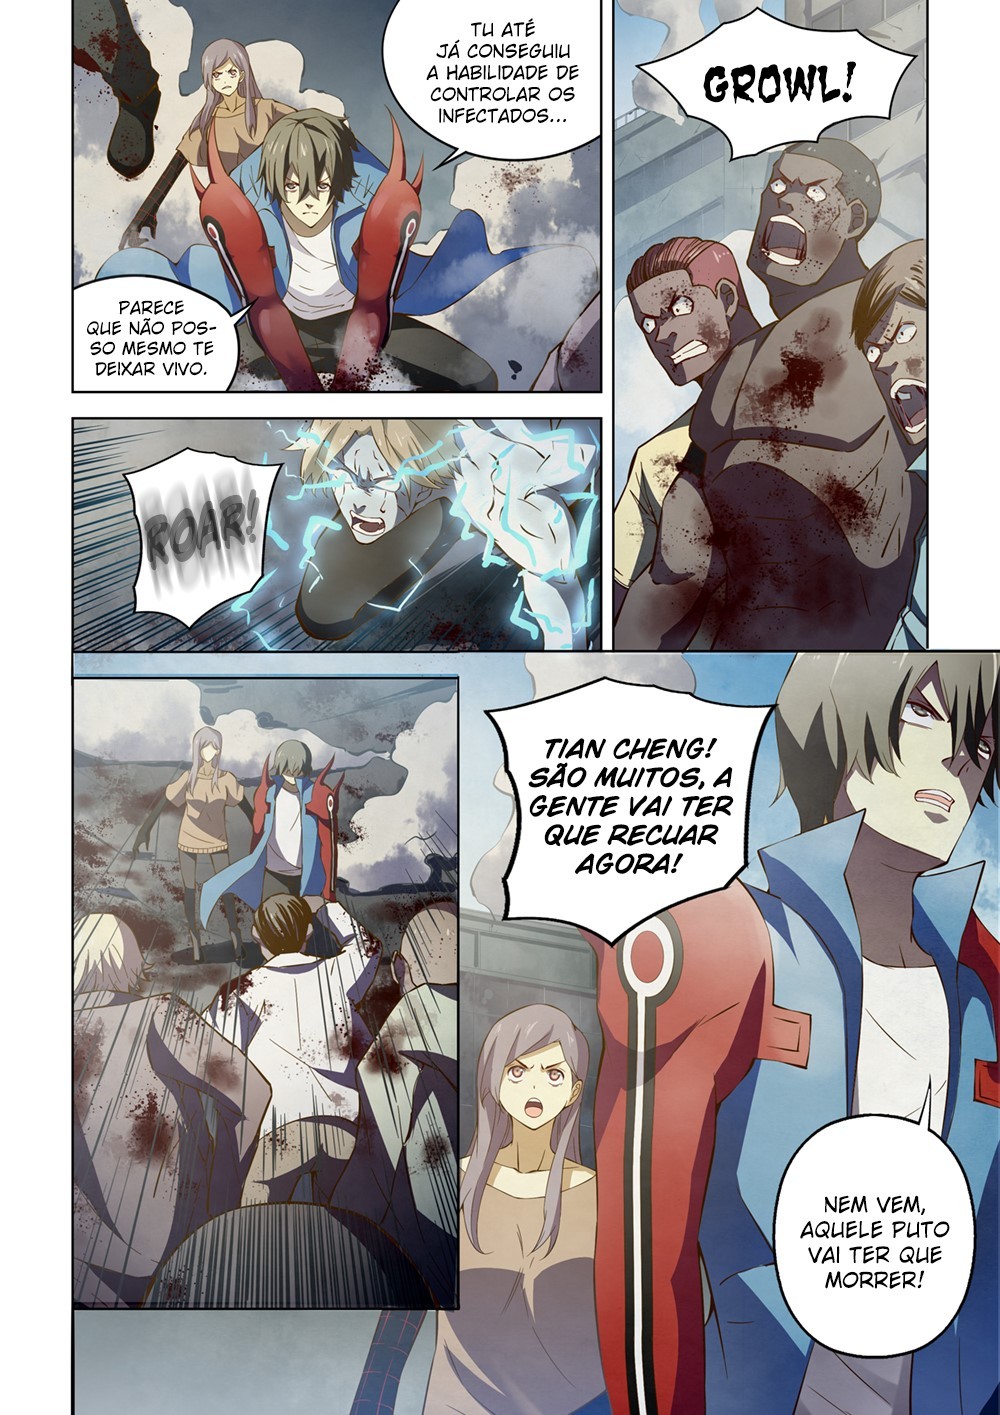 TU ATÉ
JÁ CONSEGUIU
A HABILIDADE DE
CONTROLAR OS
INFECTADOS...
PARECE
QUE NÃO POS-
SO MESMO TE
DEIXAR VIVO.
GROWL!
ROAR!
TIAN CHENG!
SÃO MUITOS, A
GENTE VAI TER
QUE RECUAR
AGORA!
NEM VEM,
AQUELE PUTO
VAI TER QUE
MORRER!